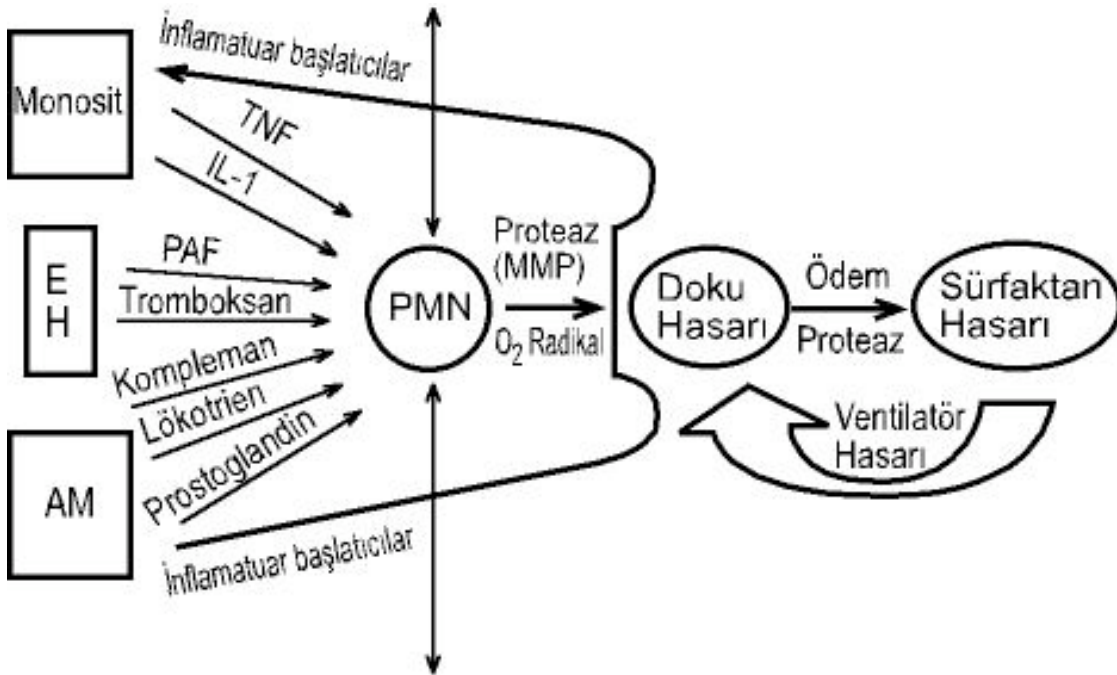 İnflamatuar başlatıcılar
Monosit
TNF
IL-1
E
H
PAF
Tromboksan
Kompleman
Lökotrien
Prostoglandin
AM
İnflamatuar başlatıcılar
PMN
Proteaz
(MMP)
O₂ Radikal
Doku
Hasarı
Ödem
Proteaz
Sürfaktan
Hasarı
Ventilatör
Hasarı